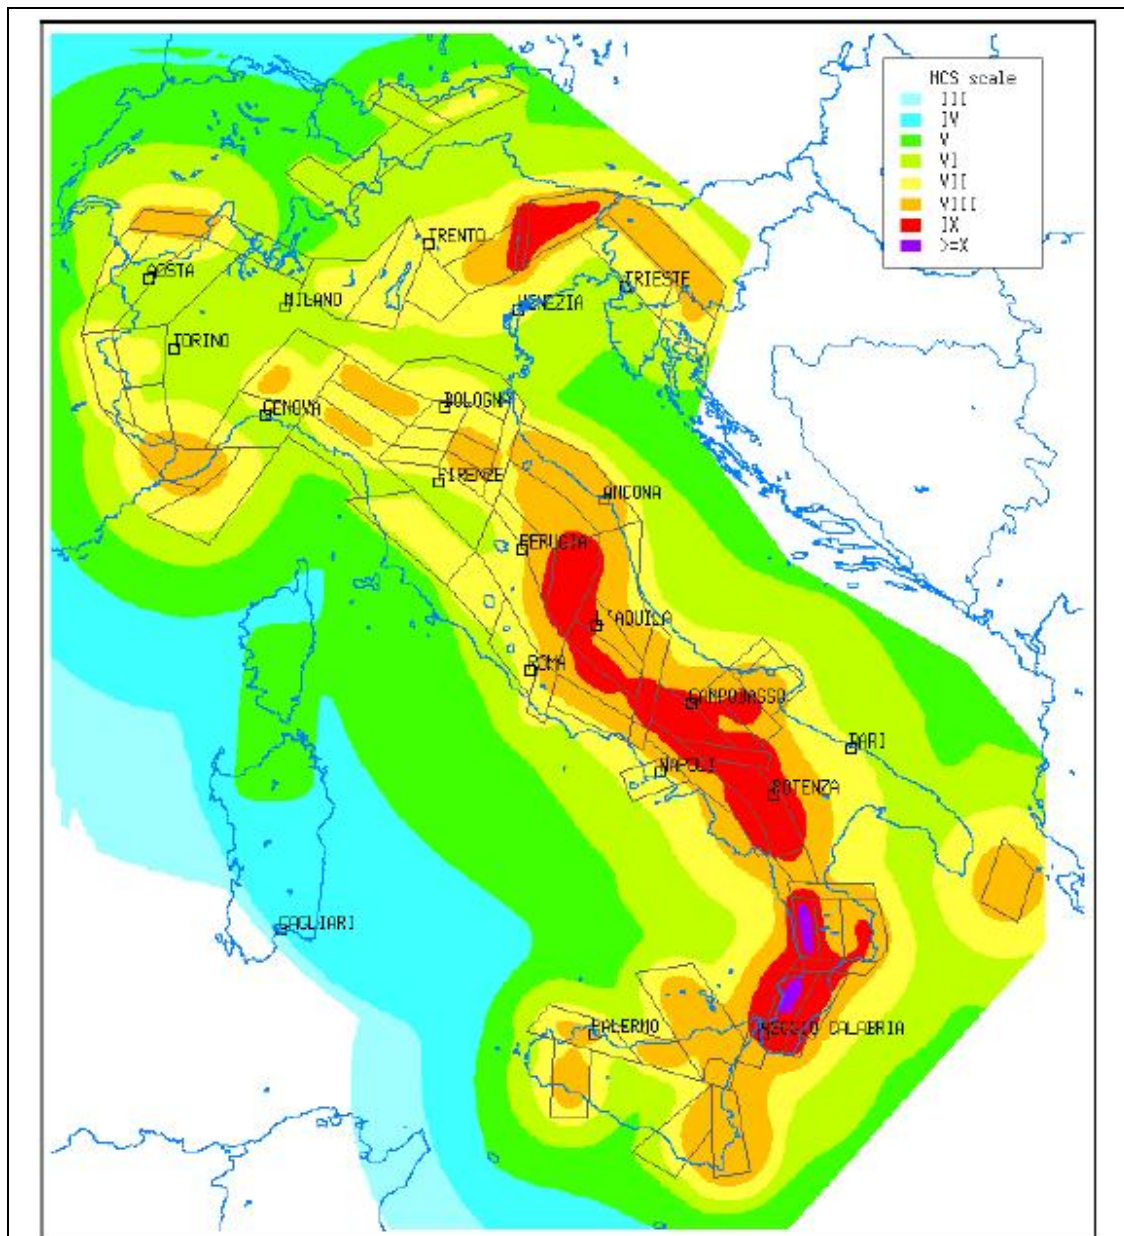 MCS scale
III
IV
V
VI
VII
VIII
IX
>=X
TRENTO
AOSTA
TRIESTE
MILANO
VENEZIA
TORINO
GENOVA
BOLOGNA
FIRENZE
ANCONA
PERUGIA
L'AQUILA
ROMA
CAMPOBASSO
BARI
NAPOLI
POTENZA
CAGLIARI
PALERMO
REGGIO CALABRIA